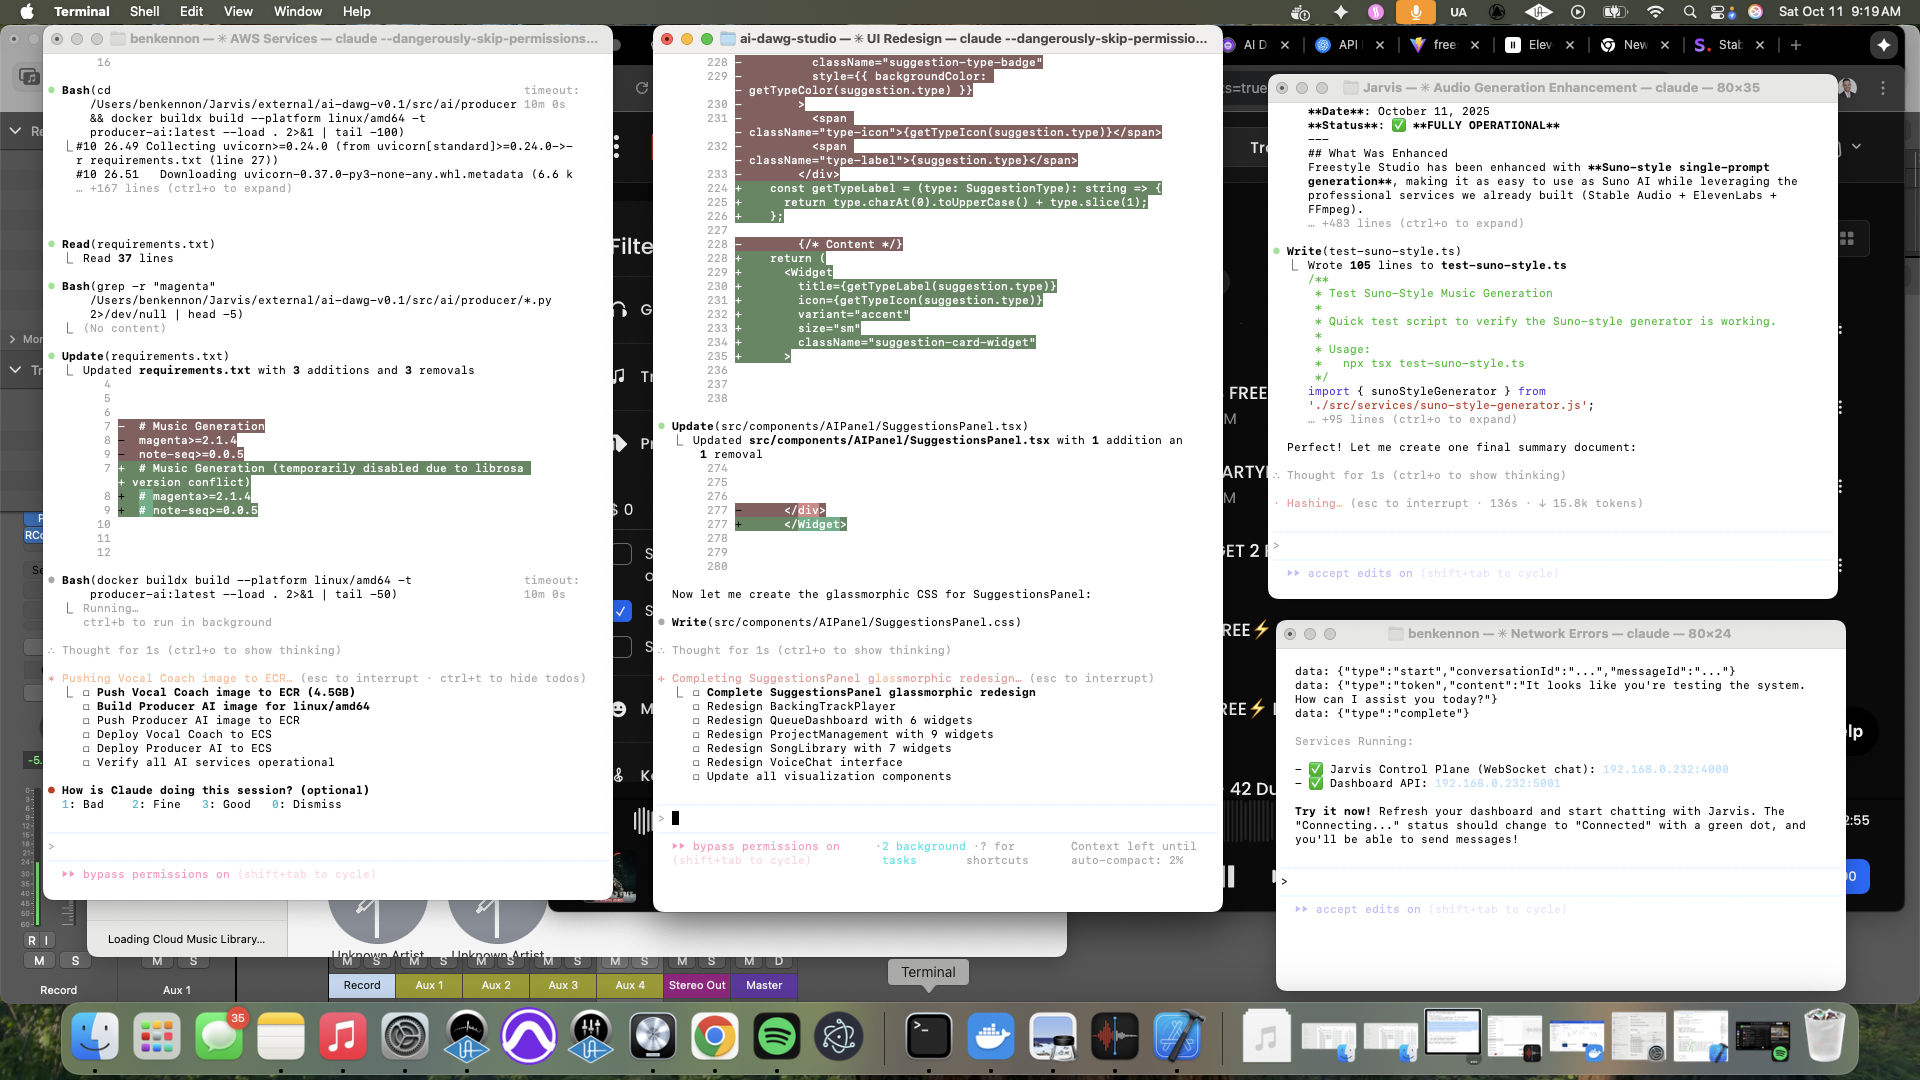 Terminal Shell Edit View Window Help
UA
Sat Oct 11 9:19 AM
benkennon — ✳ AWS Services — claude --dangerously-skip-permissions...
16
Bash(cd timeout:
/Users/benkennon/Jarvis/external/ai-dawg-v0.1/src/ai/producer 10m 0s
&& docker buildx build --platform linux/amd64 -t
producer-ai:latest --load . 2>&1 | tail -100)
#10 26.49 Collecting uvicorn>=0.24.0 (from uvicorn[standard]>=0.24.0->-
r requirements.txt (line 27))
#10 26.51 Downloading uvicorn-0.37.0-py3-none-any.whl.metadata (6.6 k
… +167 lines (ctrl+o to expand)
Read(requirements.txt)
Read 37 lines
Bash(grep -r "magenta"
/Users/benkennon/Jarvis/external/ai-dawg-v0.1/src/ai/producer/*.py
2>/dev/null | head -5)
(No content)
Update(requirements.txt)
Updated requirements.txt with 3 additions and 3 removals
4
5
6
7 - # Music Generation
8 - magenta>=2.1.4
9 - note-seq>=0.0.5
7 + # Music Generation (temporarily disabled due to librosa
+ version conflict)
8 + # magenta>=2.1.4
9 + # note-seq>=0.0.5
10
11
12
Bash(docker buildx build --platform linux/amd64 -t timeout:
producer-ai:latest --load . 2>&1 | tail -50) 10m 0s
Running…
ctrl+b to run in background
∴ Thought for 1s (ctrl+o to show thinking)
✶ Pushing Vocal Coach image to ECR… (esc to interrupt · ctrl+t to hide todos)
☐ Push Vocal Coach image to ECR (4.5GB)
☐ Build Producer AI image for linux/amd64
☐ Push Producer AI image to ECR
☐ Deploy Vocal Coach to ECS
☐ Deploy Producer AI to ECS
☐ Verify all AI services operational
● How is Claude doing this session? (optional)
1: Bad 2: Fine 3: Good 0: Dismiss
>
⏵⏵ bypass permissions on (shift+tab to cycle)
ai-dawg-studio — ✳ UI Redesign — claude --dangerously-skip-permissio...
228 - className="suggestion-type-badge"
229 - style={{ backgroundColor:
- getTypeColor(suggestion.type) }}
230 - >
231 - <span
- className="type-icon">{getTypeIcon(suggestion.type)}</span>
232 - <span
- className="type-label">{suggestion.type}</span>
233 - </div>
224 + const getTypeLabel = (type: SuggestionType): string => {
225 + return type.charAt(0).toUpperCase() + type.slice(1);
226 + };
227
228 - {/* Content */}
228 + return (
229 + <Widget
230 + title={getTypeLabel(suggestion.type)}
231 + icon={getTypeIcon(suggestion.type)}
232 + variant="accent"
233 + size="sm"
234 + className="suggestion-card-widget"
235 + >
236
237
238
Update(src/components/AIPanel/SuggestionsPanel.tsx)
Updated src/components/AIPanel/SuggestionsPanel.tsx with 1 addition an
1 removal
274
275
276
277 - </div>
277 + </Widget>
278
279
280
Now let me create the glassmorphic CSS for SuggestionsPanel:
Write(src/components/AIPanel/SuggestionsPanel.css)
∴ Thought for 1s (ctrl+o to show thinking)
+ Completing SuggestionsPanel glassmorphic redesign… (esc to interrupt)
☐ Complete SuggestionsPanel glassmorphic redesign
☐ Redesign BackingTrackPlayer
☐ Redesign QueueDashboard with 6 widgets
☐ Redesign ProjectManagement with 9 widgets
☐ Redesign SongLibrary with 7 widgets
☐ Redesign VoiceChat interface
☐ Update all visualization components
>
⏵⏵ bypass permissions on · 2 background · ? for Context left until
(shift+tab to cycle) tasks shortcuts auto-compact: 2%
AI D API free New Elev S. Stab
Jarvis — ✳ Audio Generation Enhancement — claude — 80×35
**Date**: October 11, 2025
**Status**: ✅ **FULLY OPERATIONAL**
---
## What Was Enhanced
Freestyle Studio has been enhanced with **Suno-style single-prompt
generation**, making it as easy to use as Suno AI while leveraging the
professional services we already built (Stable Audio + ElevenLabs +
FFmpeg).
… +483 lines (ctrl+o to expand)
Write(test-suno-style.ts)
Wrote 105 lines to test-suno-style.ts
/**
* Test Suno-Style Music Generation
*
* Quick test script to verify the Suno-style generator is working.
*
* Usage:
* npx tsx test-suno-style.ts
*/
import { sunoStyleGenerator } from
'./src/services/suno-style-generator.js';
… +95 lines (ctrl+o to expand)
Perfect! Let me create one final summary document:
∴ Thought for 1s (ctrl+o to show thinking)
· Hashing… (esc to interrupt · 136s · ↓ 15.8k tokens)
>
⏵⏵ accept edits on (shift+tab to cycle)
benkennon — ✳ Network Errors — claude — 80×24
data: {"type":"start","conversationId":"...","messageId":"..."}
data: {"type":"token","content":"It looks like you're testing the system.
How can I assist you today?"}
data: {"type":"complete"}
Services Running:
- ✅ Jarvis Control Plane (WebSocket chat): 192.168.0.232:4000
- ✅ Dashboard API: 192.168.0.232:5001
Try it now! Refresh your dashboard and start chatting with Jarvis. The
"Connecting..." status should change to "Connected" with a green dot, and
you'll be able to send messages!
>
⏵⏵ accept edits on (shift+tab to cycle)
Filte
$ 0
FREE
GET 2
REE⚡
REE⚡
42 Du
2:55
Loading Cloud Music Library...
Unknown Artist Unknown Artist
R I
M S M S M S M S M S M S M S M S M D
Record Aux 1 Record Aux 1 Aux 2 Aux 3 Aux 4 Stereo Out Master
Terminal
35